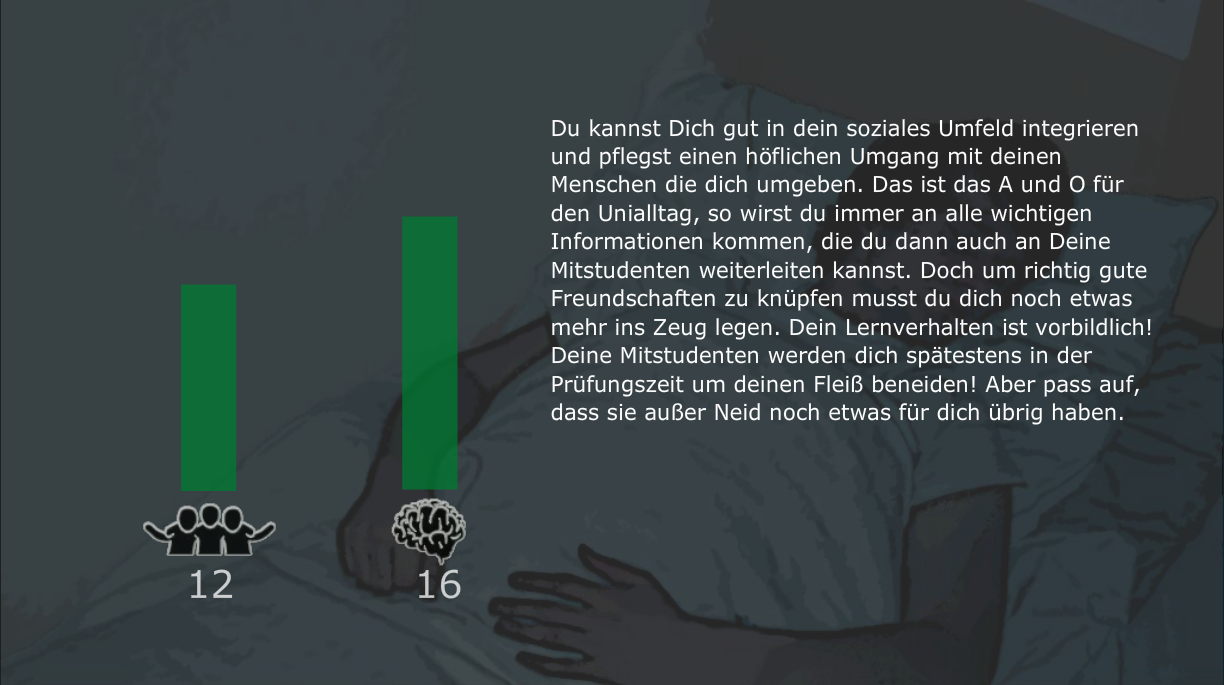 Du kannst Dich gut in dein soziales Umfeld integrieren
und pflegst einen höflichen Umgang mit deinen
Menschen die dich umgeben. Das ist das A und O für
den Unialltag, so wirst du immer an alle wichtigen
Informationen kommen, die du dann auch an Deine
Mitstudenten weiterleiten kannst. Doch um richtig gute
Freundschaften zu knüpfen musst du dich noch etwas
mehr ins Zeug legen. Dein Lernverhalten ist vorbildlich!
Deine Mitstudenten werden dich spätestens in der
Prüfungszeit um deinen Fleiß beneiden! Aber pass auf,
dass sie außer Neid noch etwas für dich übrig haben.
12
16